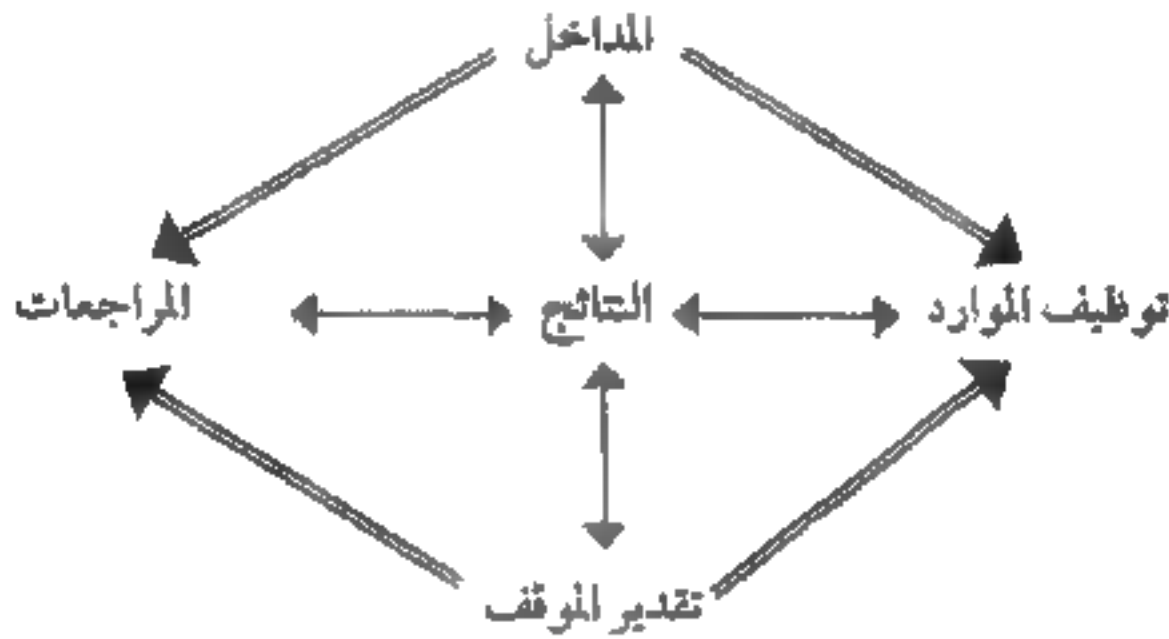 المداخل
توظيف الموارد
النتائج
المراجعات
تقدير الموقف